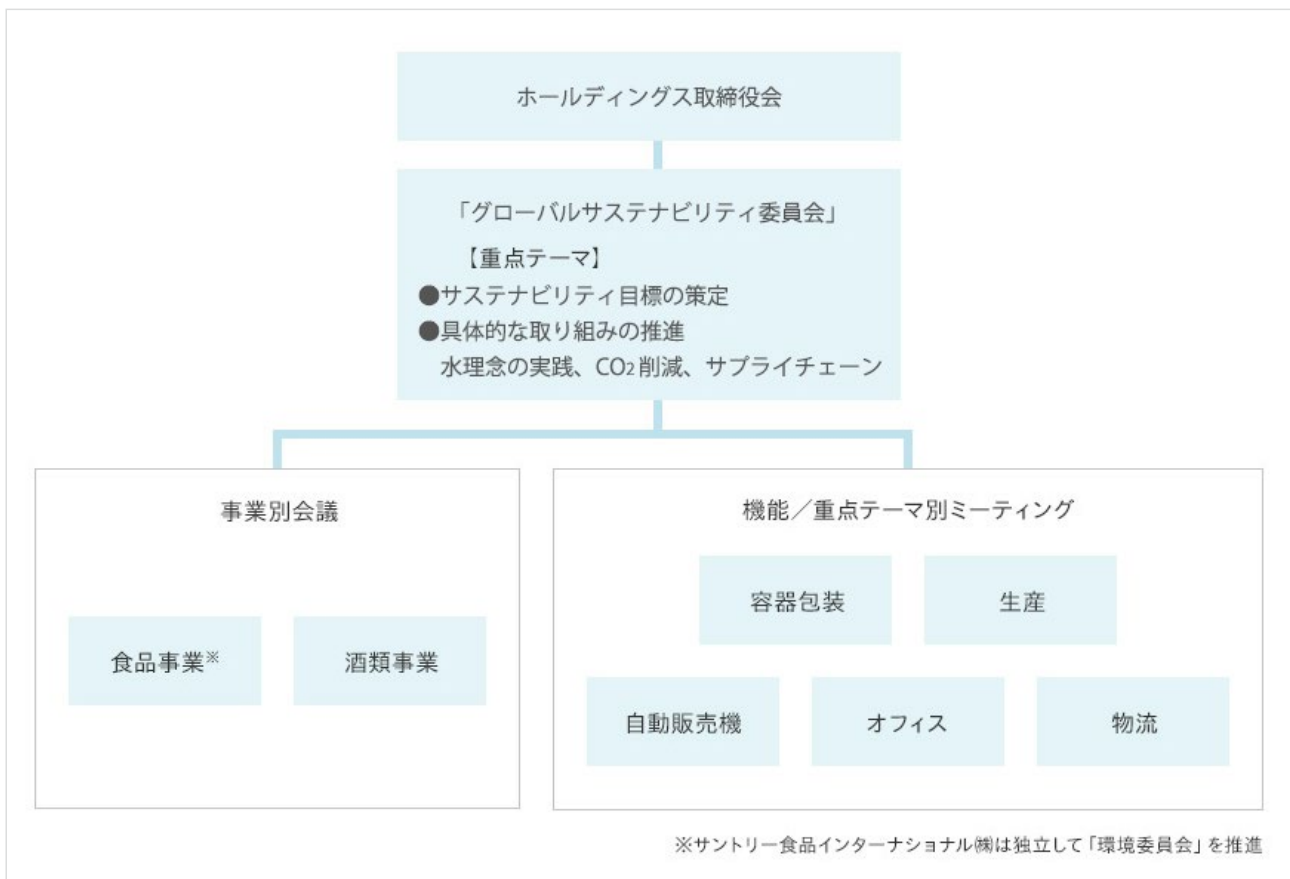 ホールディングス取締役会
「グローバルサステナビリティ委員会」
【重点テーマ】
●サステナビリティ目標の策定
●具体的な取り組みの推進
水理念の実践、CO2削減、サプライチェーン
事業別会議
食品事業※
酒類事業
機能／重点テーマ別ミーティング
容器包装
生産
自動販売機
オフィス
物流
※サントリー食品インターナショナル㈱は独立して「環境委員会」を推進